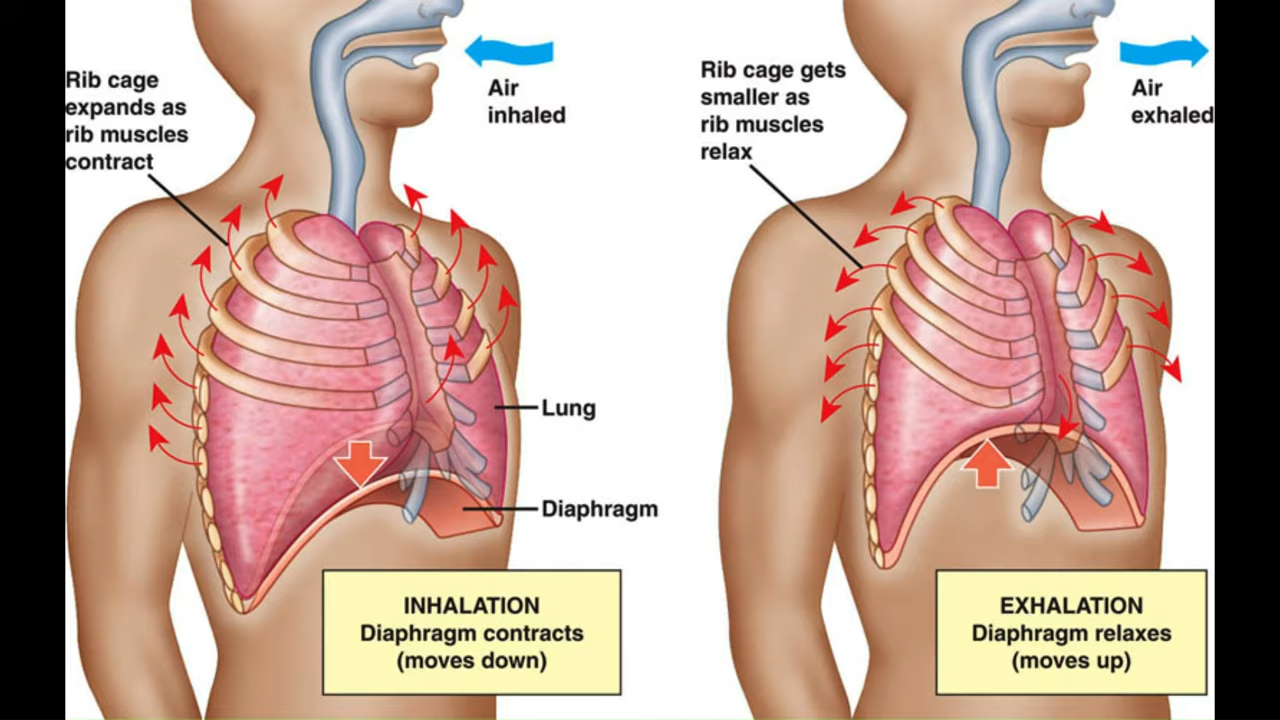 Rib cage
expands as
rib muscles
contract
Air
inhaled
Lung
Diaphragm
INHALATION
Diaphragm contracts
(moves down)
Rib cage gets
smaller as
rib muscles
relax
Air
exhaled
EXHALATION
Diaphragm relaxes
(moves up)